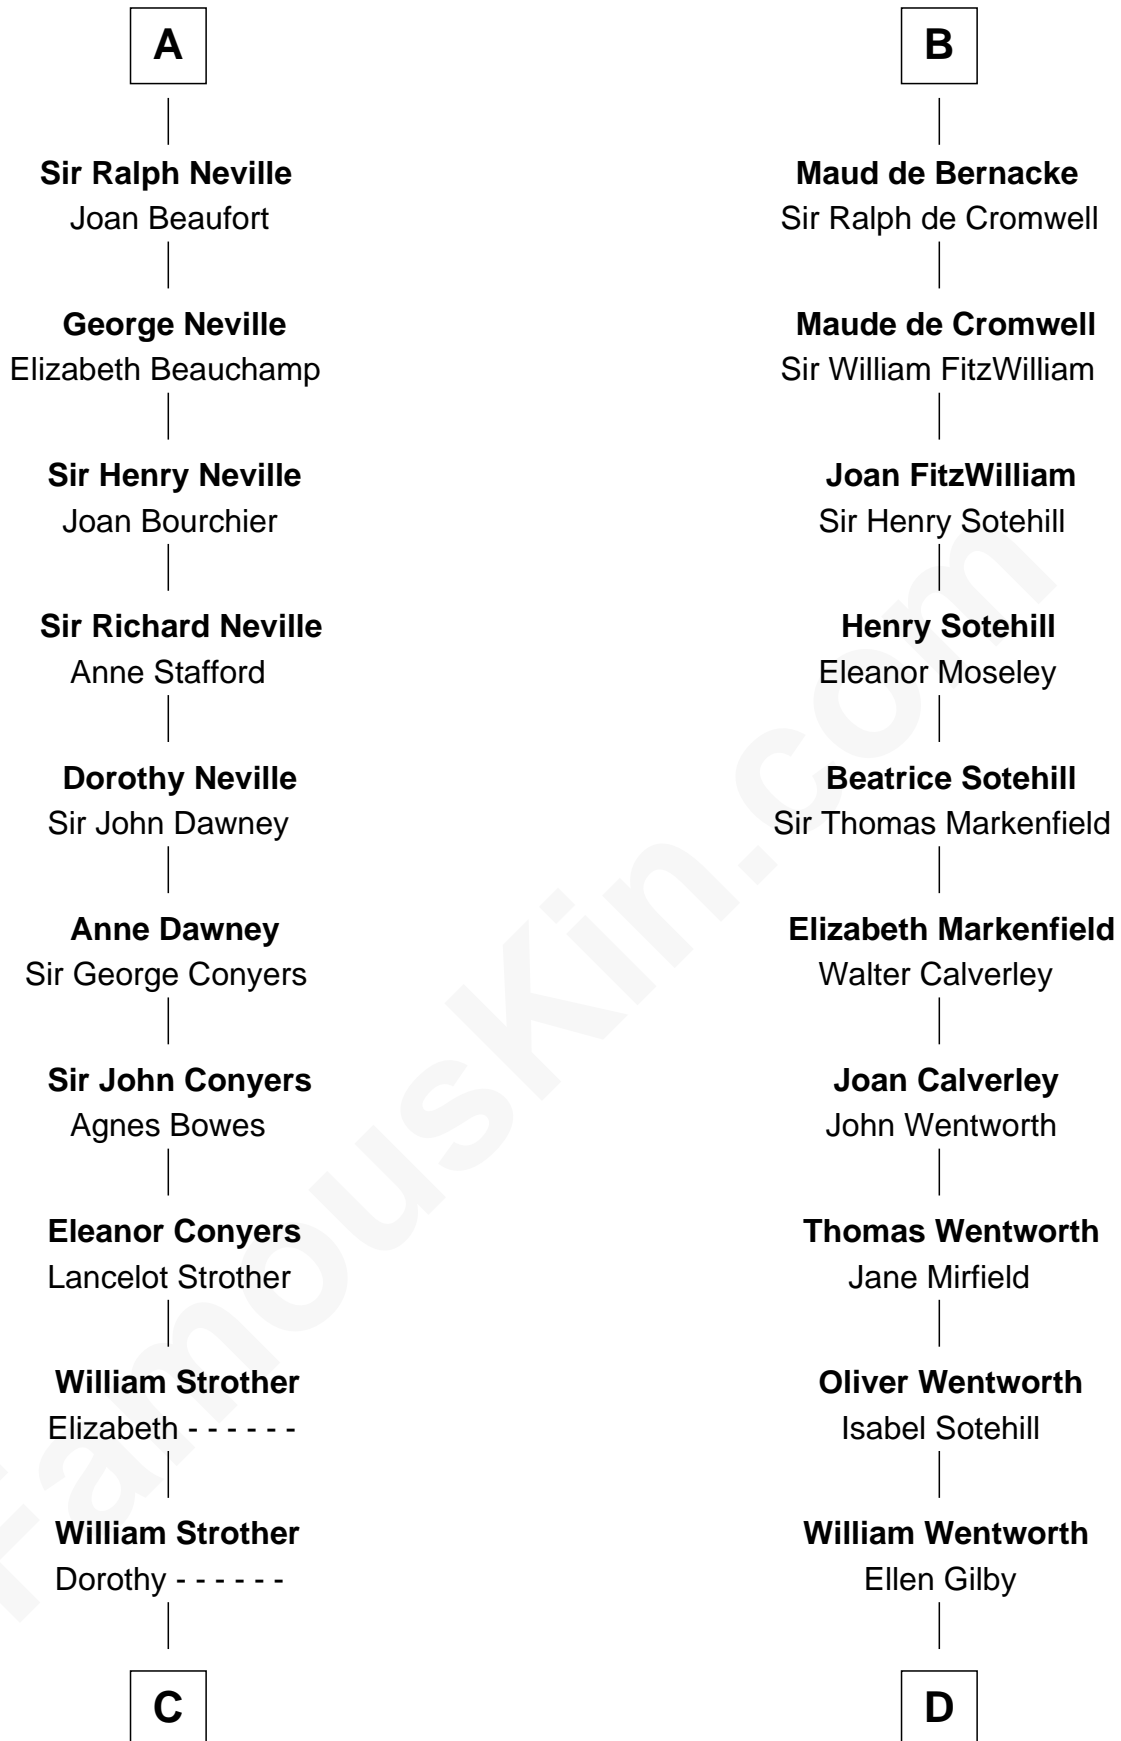 A
Sir Ralph Neville
Joan Beaufort
George Neville
Elizabeth Beauchamp
Sir Henry Neville
Joan Bourchier
Sir Richard Neville
Anne Stafford
Dorothy Neville
Sir John Dawney
Anne Dawney
Sir George Conyers
Sir John Conyers
Agnes Bowes
Eleanor Conyers
Lancelot Strother
William Strother
Elizabeth - - - - - -
William Strother
Dorothy - - - - - -
C
B
Maud de Bernacke
Sir Ralph de Cromwell
Maude de Cromwell
Sir William FitzWilliam
Joan FitzWilliam
Sir Henry Sotehill
Henry Sotehill
Eleanor Moseley
Beatrice Sotehill
Sir Thomas Markenfield
Elizabeth Markenfield
Walter Calverley
Joan Calverley
John Wentworth
Thomas Wentworth
Jane Mirfield
Oliver Wentworth
Isabel Sotehill
William Wentworth
Ellen Gilby
D
FamousKin.com